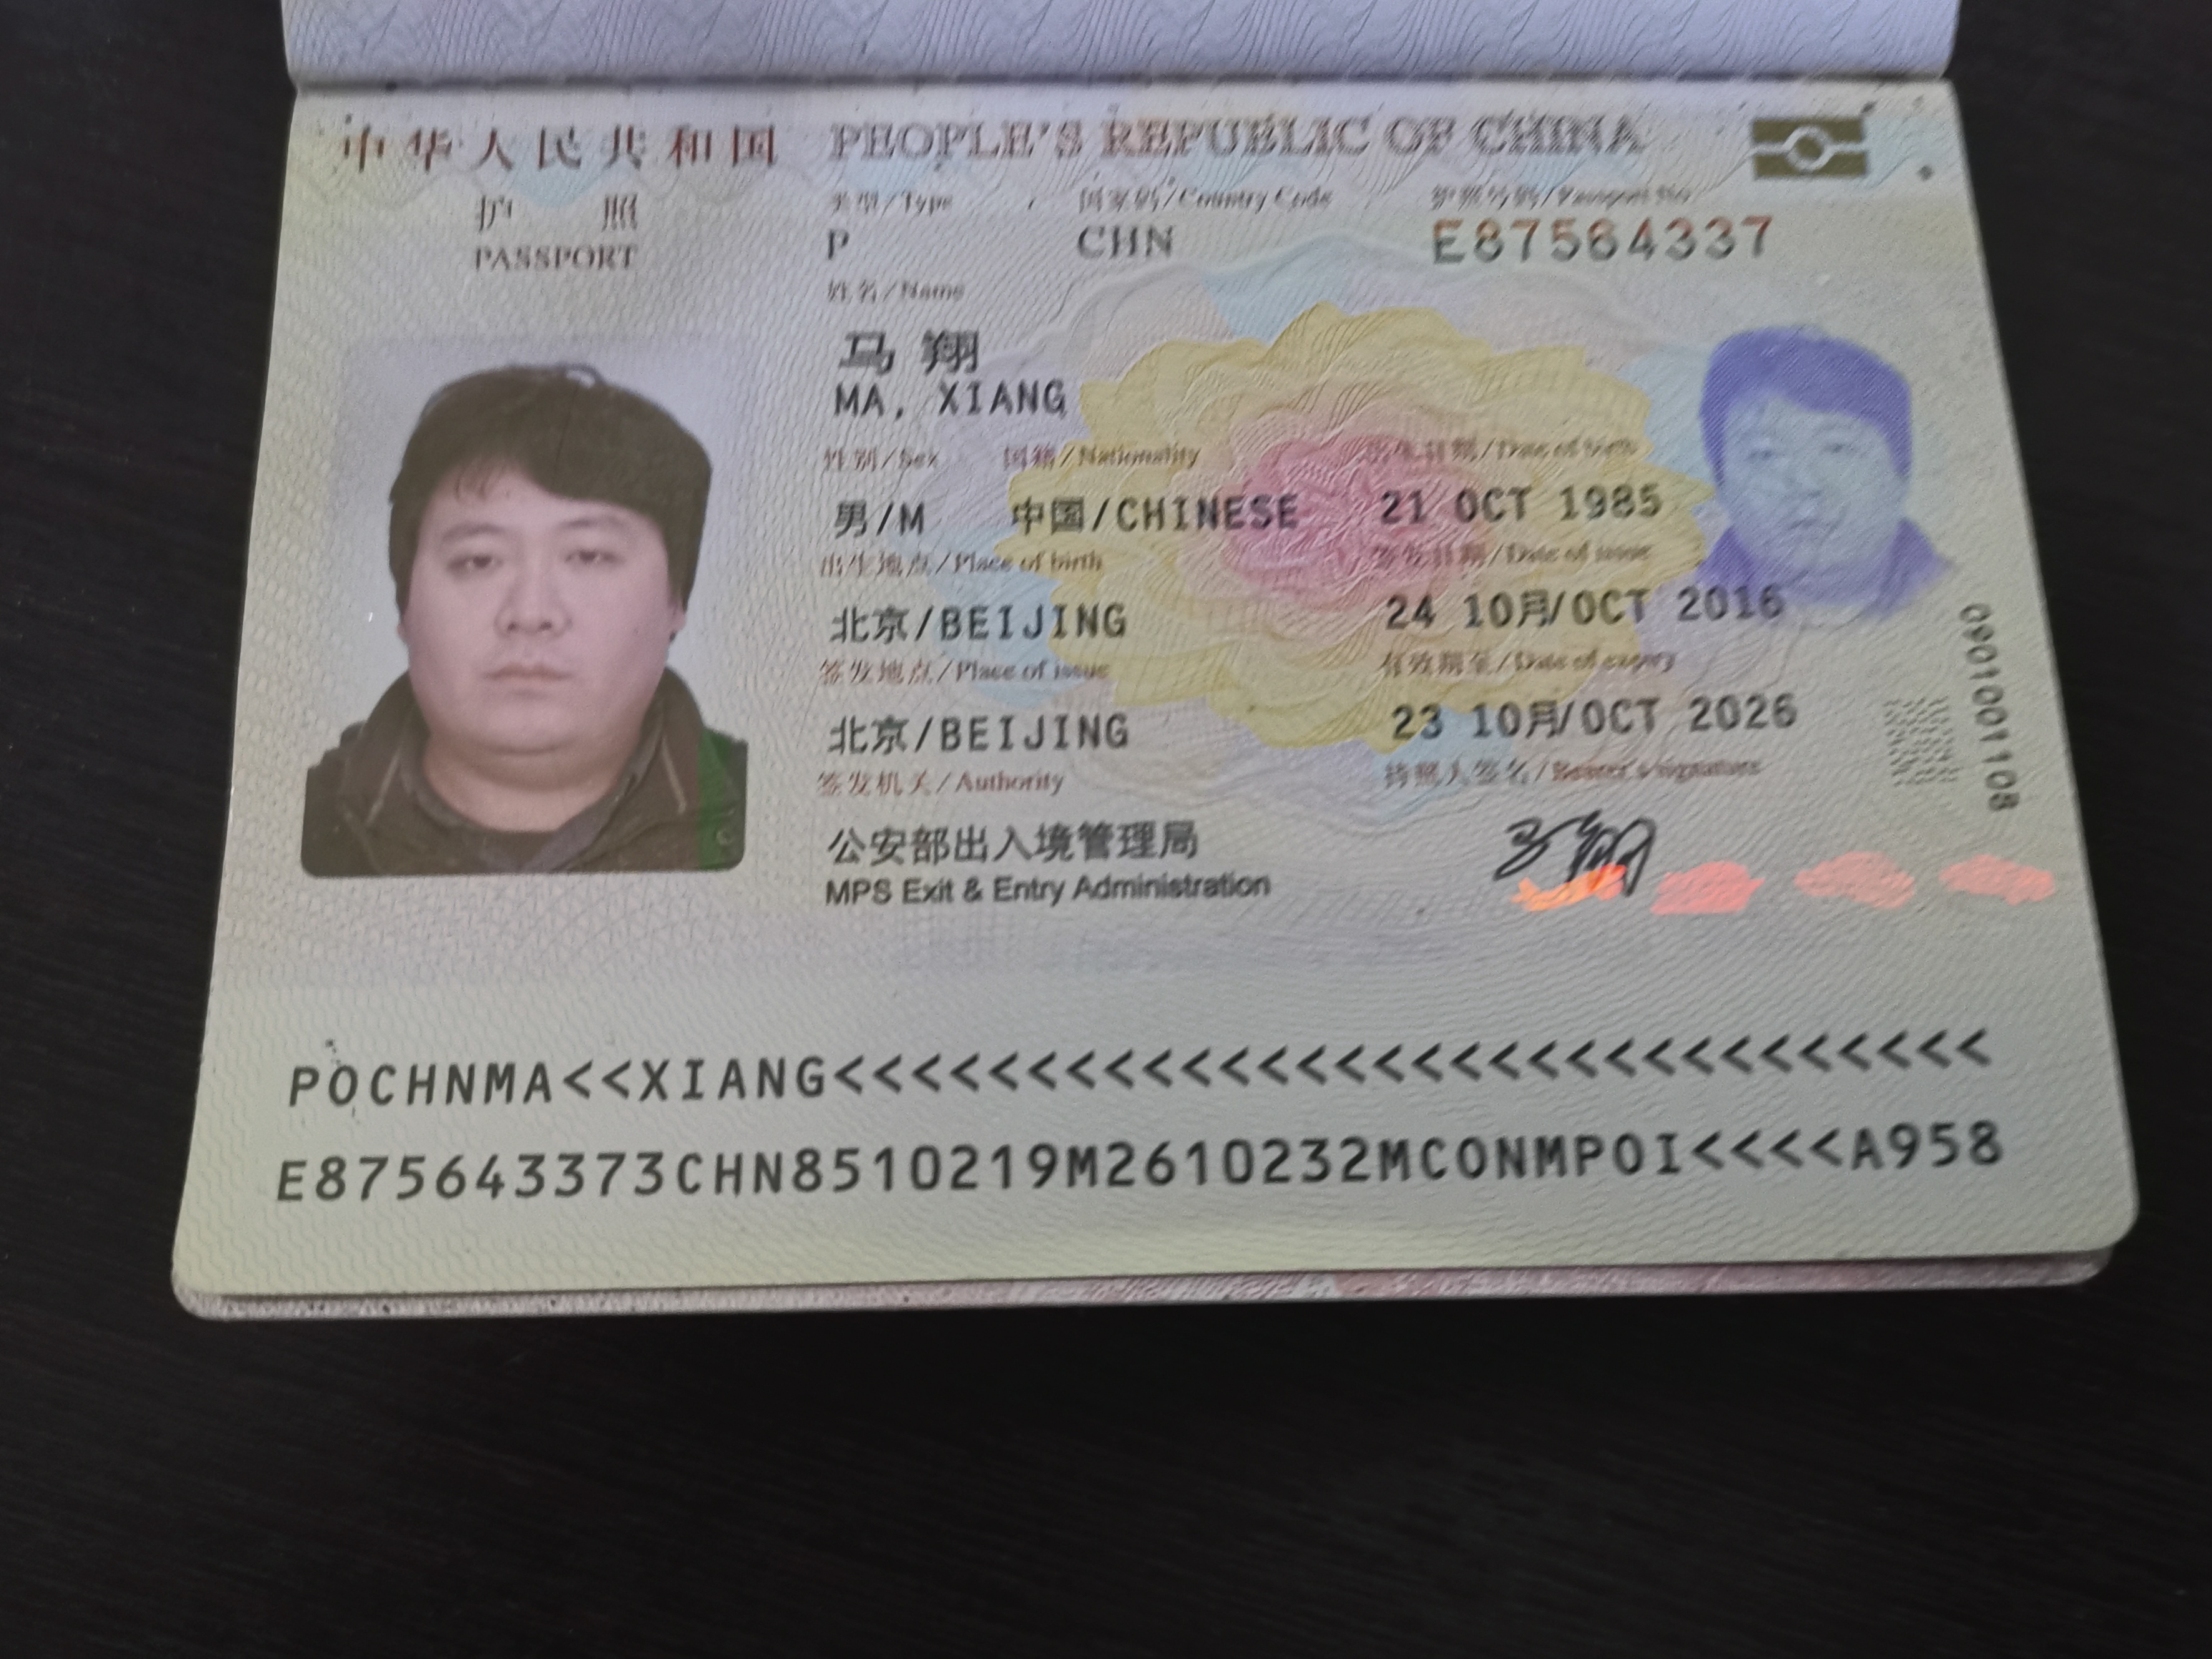 中华人民共和国 PEOPLE'S REPUBLIC OF CHINA
护 照
PASSPORT
类型/Type 国家码/Country Code 护照号码/Passport No
P CHN E87564337
姓名/Name
马 翔
MA, XIANG
性别/Sex 国籍/Nationality 出生日期/Date of birth
男/M 中国/CHINESE 21 OCT 1985
出生地点/Place of birth 签发日期/Date of issue
北京/BEIJING 24 10月/OCT 2016
签发地点/Place of issue 有效期至/Date of expiry
北京/BEIJING 23 10月/OCT 2026
签发机关/Authority 持照人签名/Bearer's signature
公安部出入境管理局 马翔
MPS Exit & Entry Administration
0901001108
POCHNMA<<XIANG<<<<<<<<<<<<<<<<<<<<<<<<<<<<<<
E875643373CHN8510219M2610232MCONMPOI<<<<A958